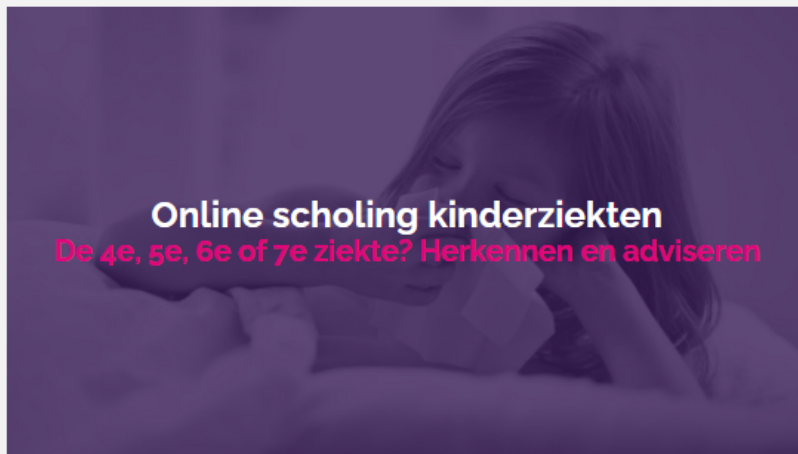 Online scholing kinderziekten
De 4e, 5e, 6e of 7e ziekte? Herkennen en adviseren